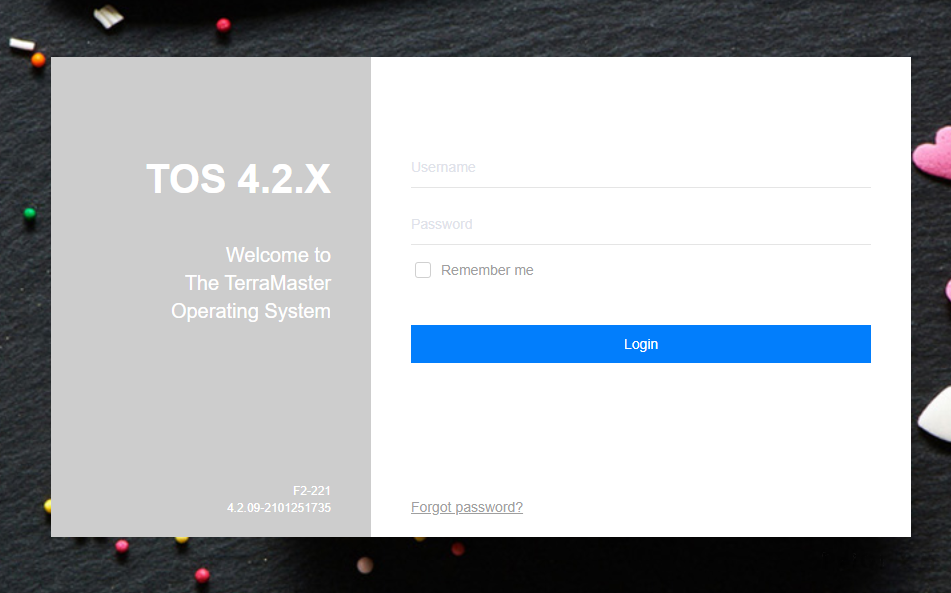 TOS 4.2.X
Welcome to
The TerraMaster
Operating System
F2-221
4.2.09-2101251735
Username
Password
Remember me
Login
Forgot password?